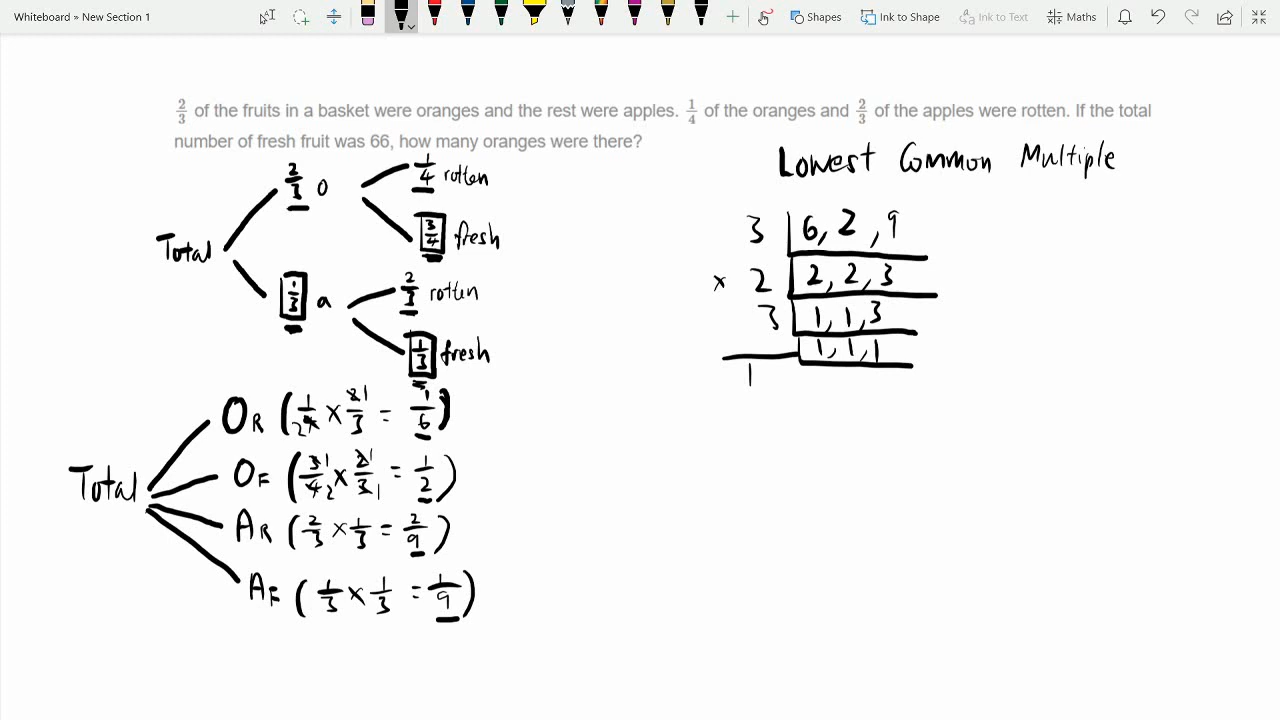 Whiteboard » New Section 1
Shapes Ink to Shape Ink to Text Maths
2/3 of the fruits in a basket were oranges and the rest were apples. 1/4 of the oranges and 2/3 of the apples were rotten. If the total
number of fresh fruit was 66, how many oranges were there?
Lowest Common Multiple
Total
2/3 O
1/4 rotten
3/4 fresh
1/3 a
2/3 rotten
1/3 fresh
3 | 6, 2, 9
x 2 | 2, 2, 3
3 | 1, 1, 3
1, 1, 1
1
Total
OR (1/4 2 x 2 1/3 = 1/6)
OF (3 1/4 2 x 2 1/3 1 = 1/2)
AR (2/3 x 1/3 = 2/9)
AF (1/3 x 1/3 = 1/9)